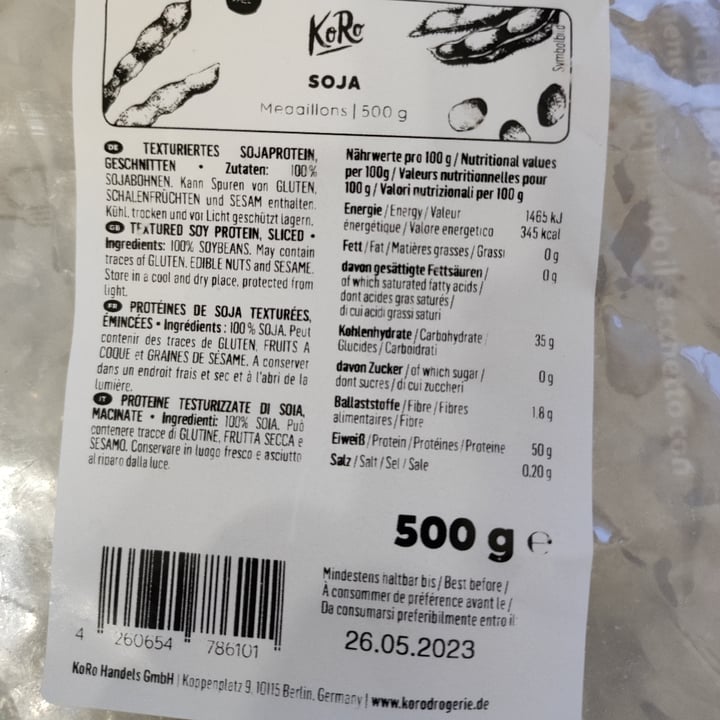 KoRo
Symbolbild
SOJA
Medaillons | 500 g
DE TEXTURIERTES SOJAPROTEIN,
GESCHNITTEN • Zutaten: 100%
SOJABOHNEN. Kann Spuren von GLUTEN,
SCHALENFRÜCHTEN und SESAM enthalten.
Kühl, trocken und vor Licht geschützt lagern.
GB TEXTURED SOY PROTEIN, SLICED •
Ingredients: 100% SOYBEANS. May contain
traces of GLUTEN, EDIBLE NUTS and SESAME.
Store in a cool and dry place, protected from
light.
FR PROTÉINES DE SOJA TEXTURÉES,
ÉMINCÉES • Ingrédients : 100% SOJA. Peut
contenir des traces de GLUTEN, FRUITS A
COQUE et GRAINES DE SÉSAME. A conserver
dans un endroit frais et sec et à l'abri de la
lumière.
IT PROTEINE TESTURIZZATE DI SOIA,
MACINATE • Ingredienti: 100% SOIA. Può
contenere tracce di GLUTINE, FRUTTA SECCA e
SESAMO. Conservare in luogo fresco e asciutto
al riparo dalla luce.
Nährwerte pro 100 g / Nutritional values
per 100g / Valeurs nutritionnelles pour
100 g / Valori nutrizionali per 100 g
Energie / Energy / Valeur 1465 kJ
énergétique / Valore energetico 345 kcal
Fett / Fat / Matières grasses / Grassi 0 g
davon gesättigte Fettsäuren / 0 g
of which saturated fatty acids /
dont acides gras saturés /
di cui acidi grassi saturi
Kohlenhydrate / Carbohydrate / 35 g
Glucides / Carboidrati
davon Zucker / of which sugar / 0 g
dont sucres / di cui zuccheri
Ballaststoffe / Fibre / Fibres 1.8 g
alimentaires / Fibre
Eiweiß / Protein / Protéines / Proteine 50 g
Salz / Salt / Sel / Sale 0.20 g
500 g ℮
Mindestens haltbar bis / Best before /
À consommer de préférence avant le /
Da consumarsi preferibilmente entro il:
26.05.2023
4 260654 786101
KoRo Handels GmbH | Koppenplatz 9, 10115 Berlin, Germany | www.korodrogerie.de